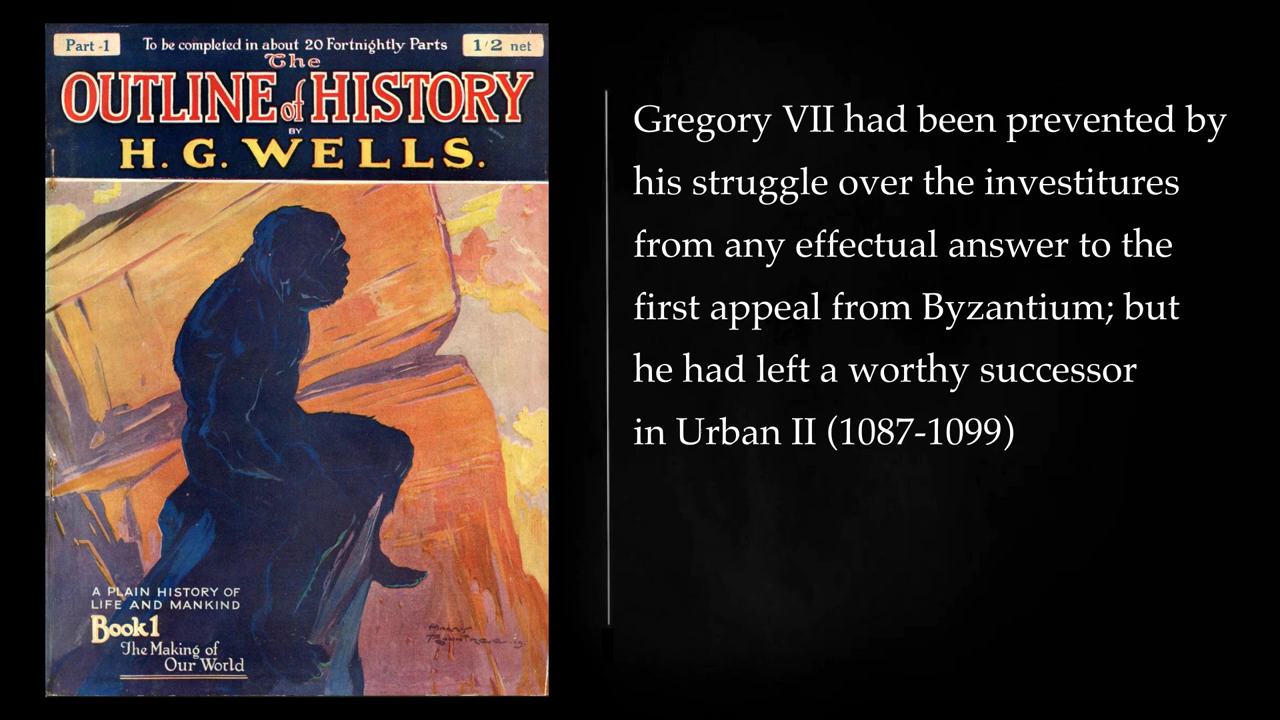 Part -1
To be completed in about 20 Fortnightly Parts
1/2 net
The
OUTLINE of HISTORY
BY
H. G. WELLS.
A PLAIN HISTORY OF
LIFE AND MANKIND
Book 1
The Making of
Our World
Gregory VII had been prevented by
his struggle over the investitures
from any effectual answer to the
first appeal from Byzantium; but
he had left a worthy successor
in Urban II (1087-1099)